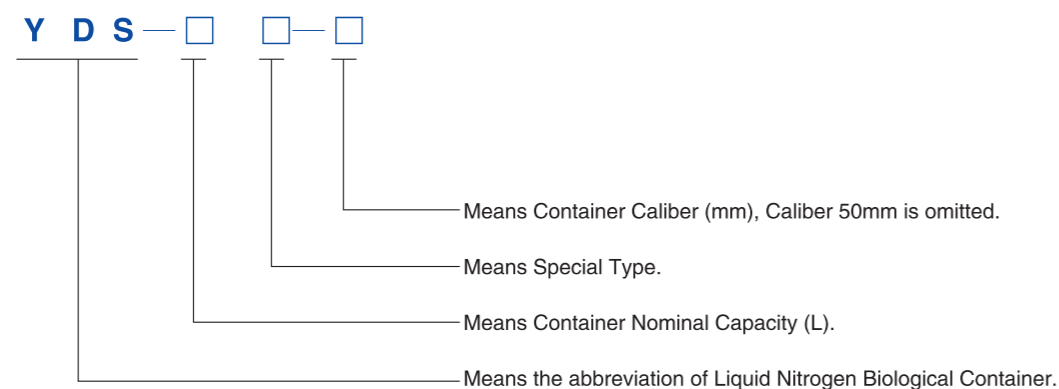 Y D S — □ □ — □
Means Container Caliber (mm), Caliber 50mm is omitted.
Means Special Type.
Means Container Nominal Capacity (L).
Means the abbreviation of Liquid Nitrogen Biological Container.